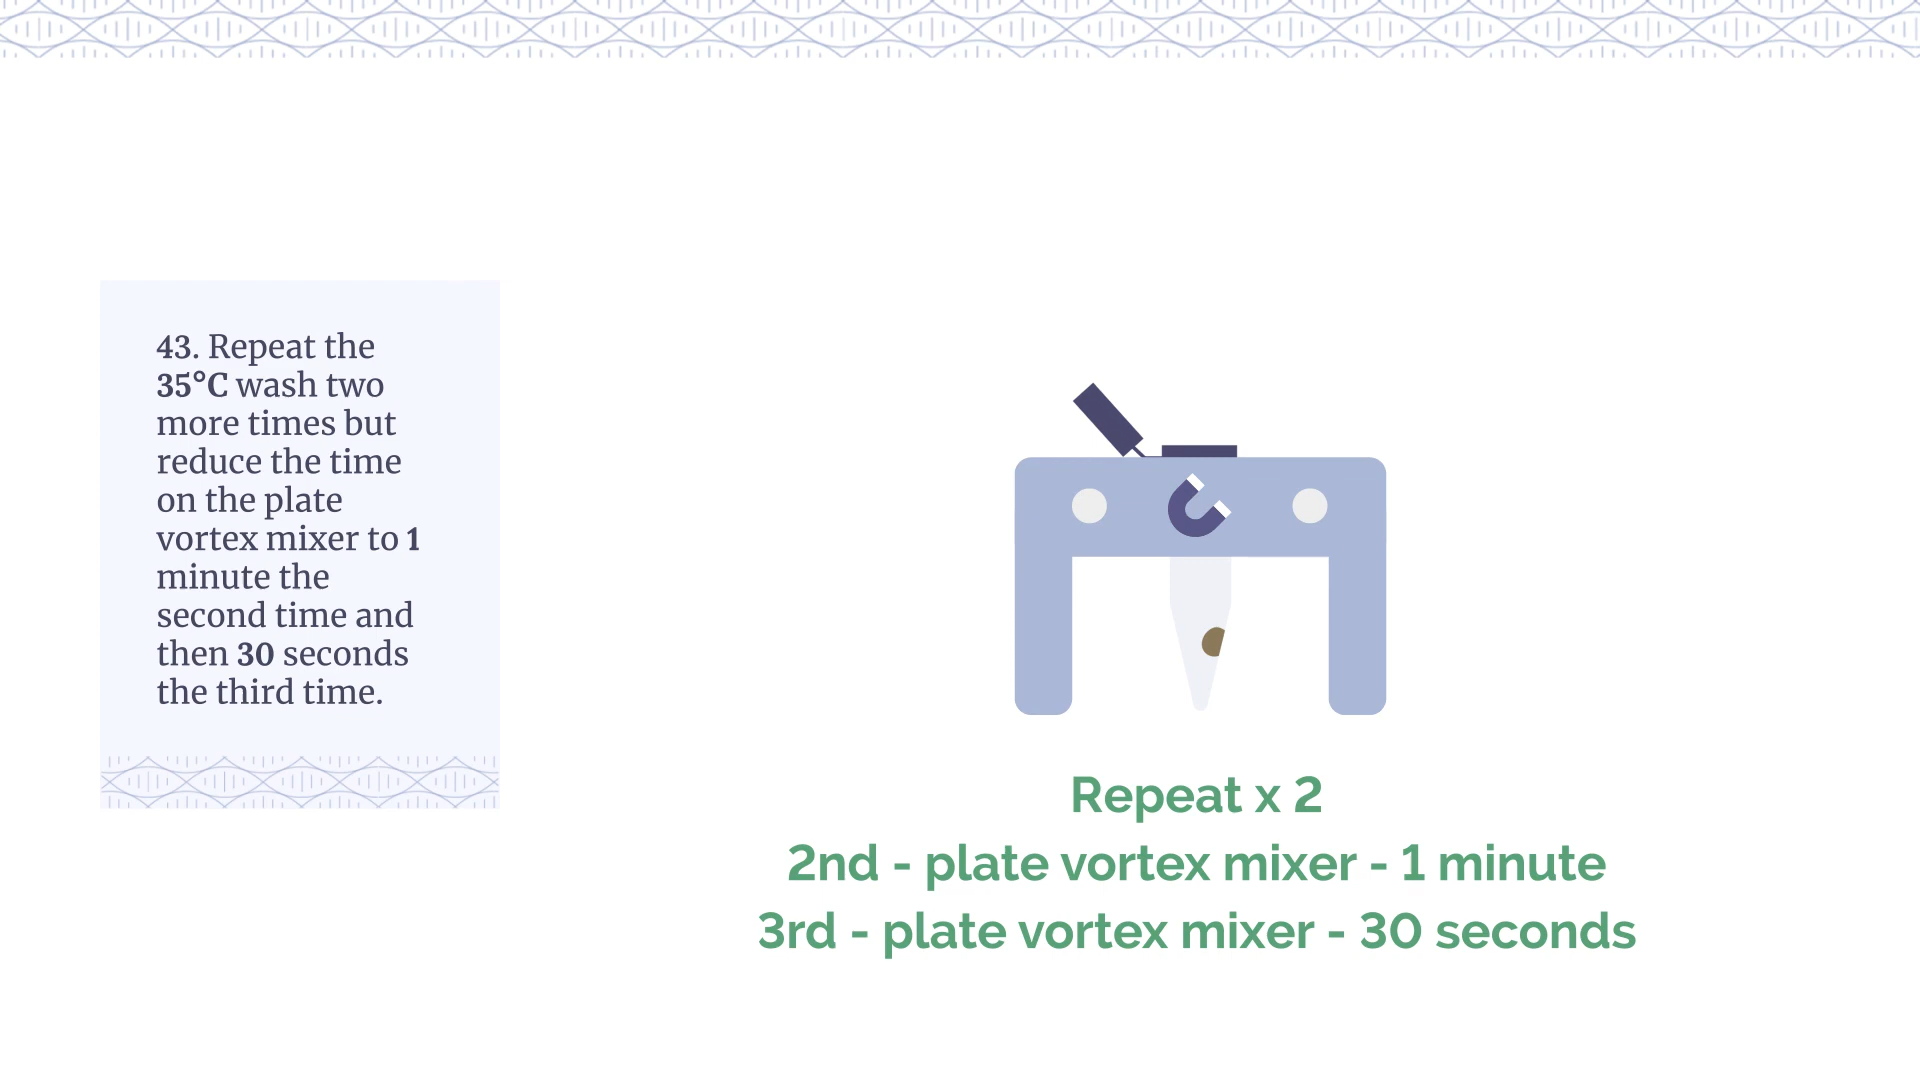 43. Repeat the
35°C wash two
more times but
reduce the time
on the plate
vortex mixer to 1
minute the
second time and
then 30 seconds
the third time.
Repeat x 2
2nd - plate vortex mixer - 1 minute
3rd - plate vortex mixer - 30 seconds